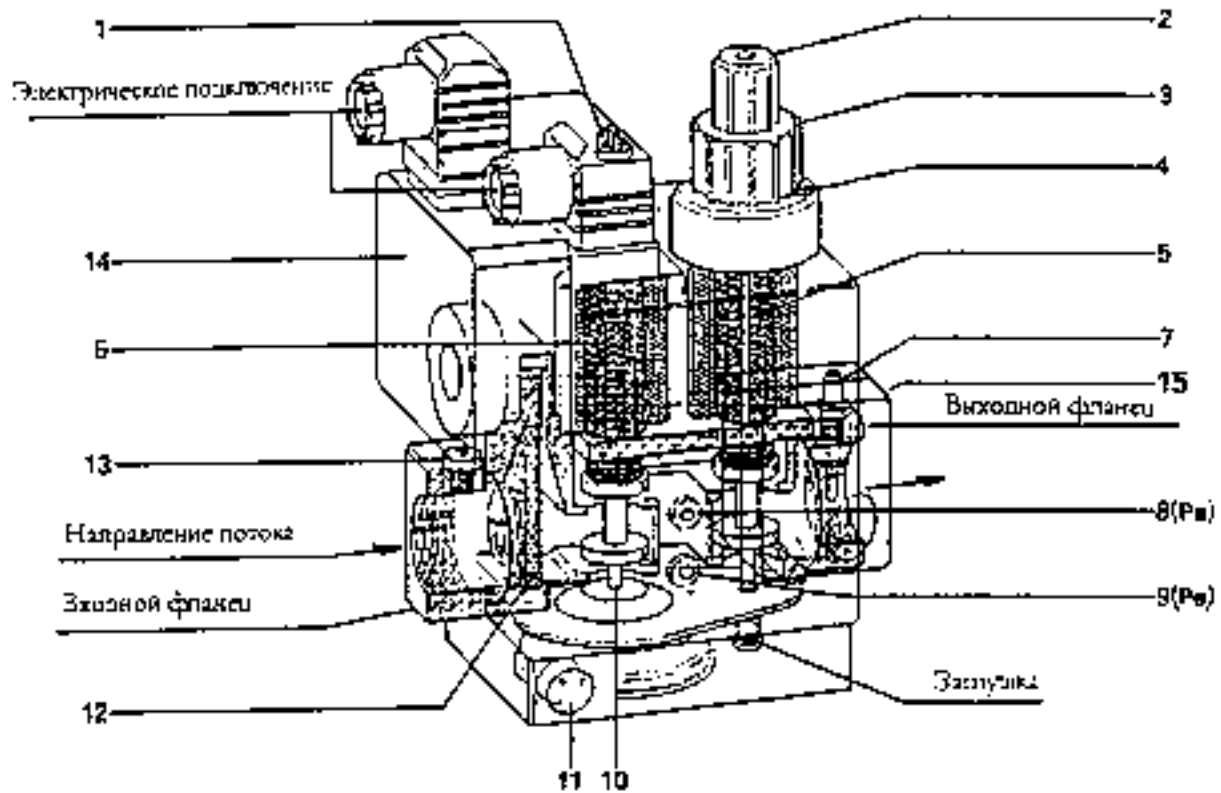 1
2
Электрическое подключение
3
4
14
5
6
7
15
Выходной фланец
13
8(Pa)
Направление потока
9(Pe)
Входной фланец
Заглушка
12
11 10